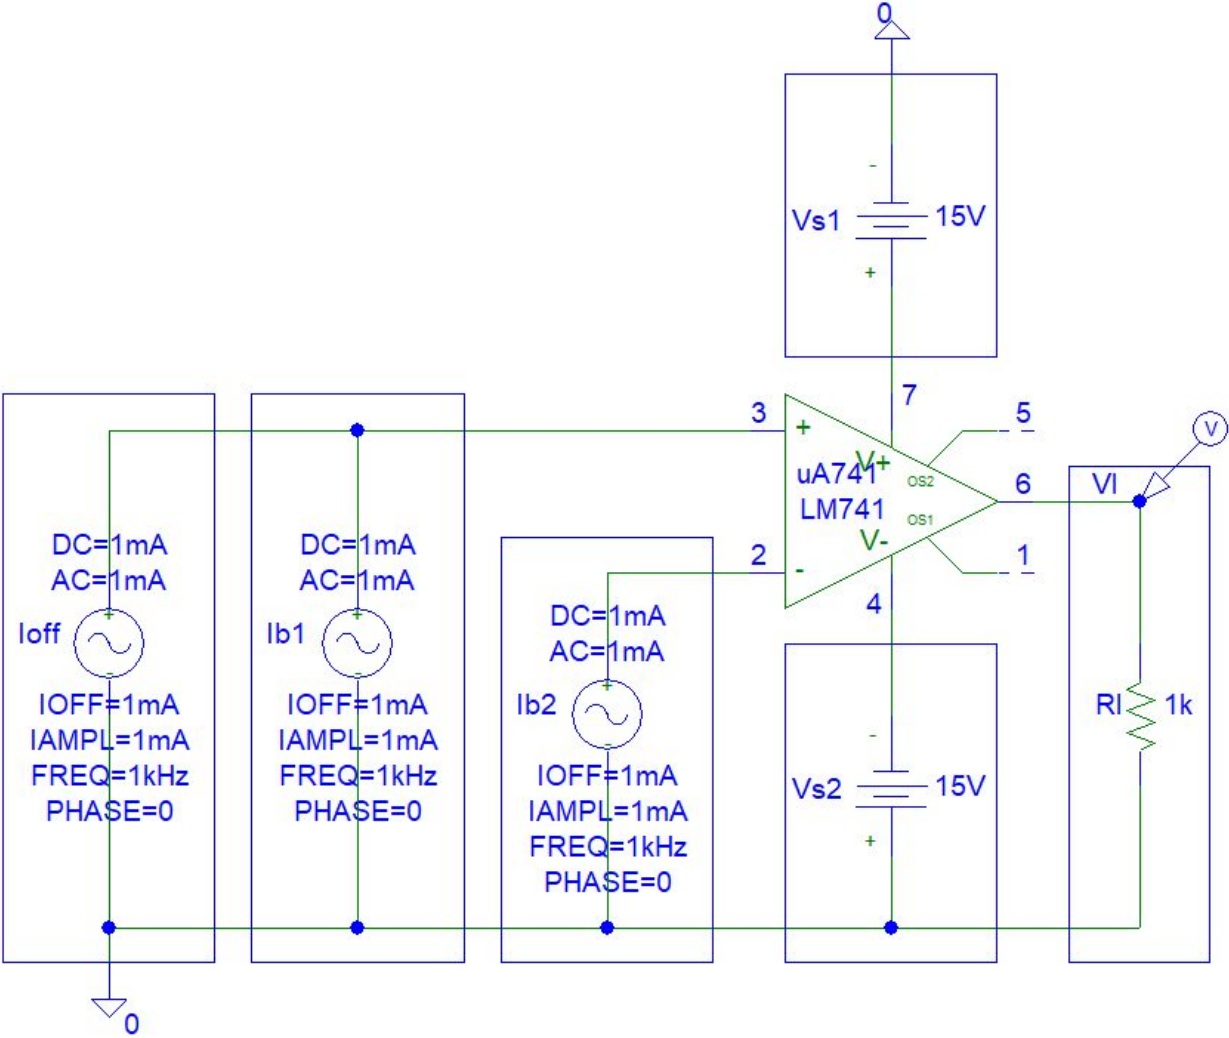 0
-
Vs1
15V
+
7
3
+
5
V
V+
uA741
OS2
6
Vl
LM741
OS1
V-
2
-
1
4
DC=1mA
AC=1mA
+
Ioff
-
IOFF=1mA
IAMPL=1mA
FREQ=1kHz
PHASE=0
DC=1mA
AC=1mA
+
Ib1
-
IOFF=1mA
IAMPL=1mA
FREQ=1kHz
PHASE=0
DC=1mA
AC=1mA
+
Ib2
-
IOFF=1mA
IAMPL=1mA
FREQ=1kHz
PHASE=0
-
Vs2
15V
+
Rl
1k
0